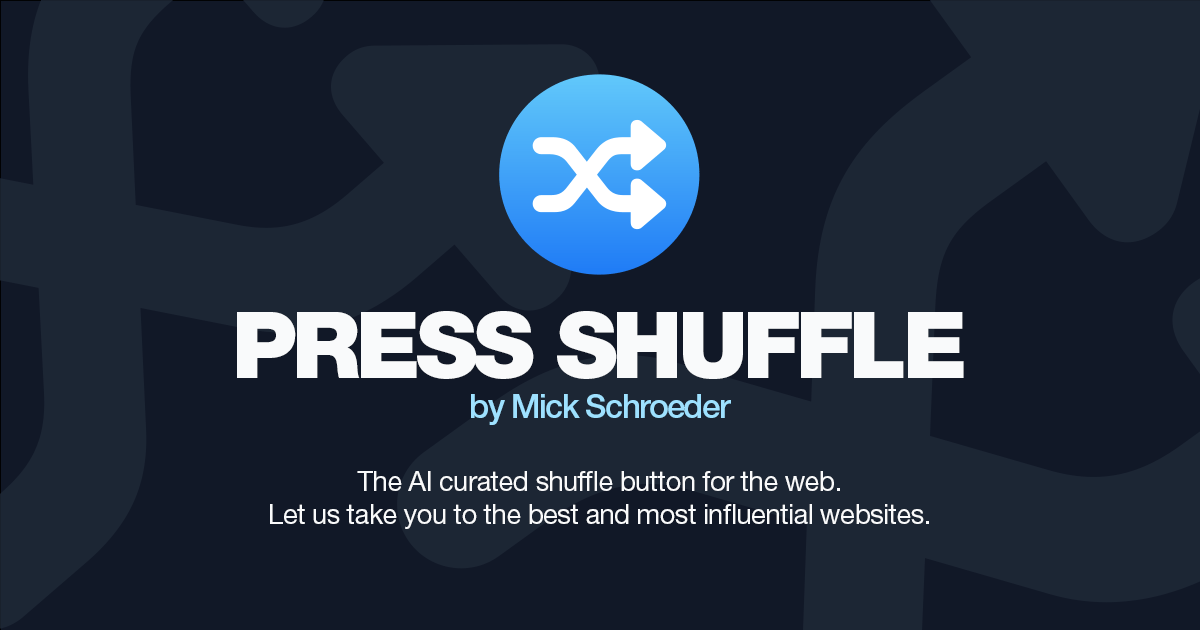 PRESS SHUFFLE
by Mick Schroeder
The AI curated shuffle button for the web.
Let us take you to the best and most influential websites.